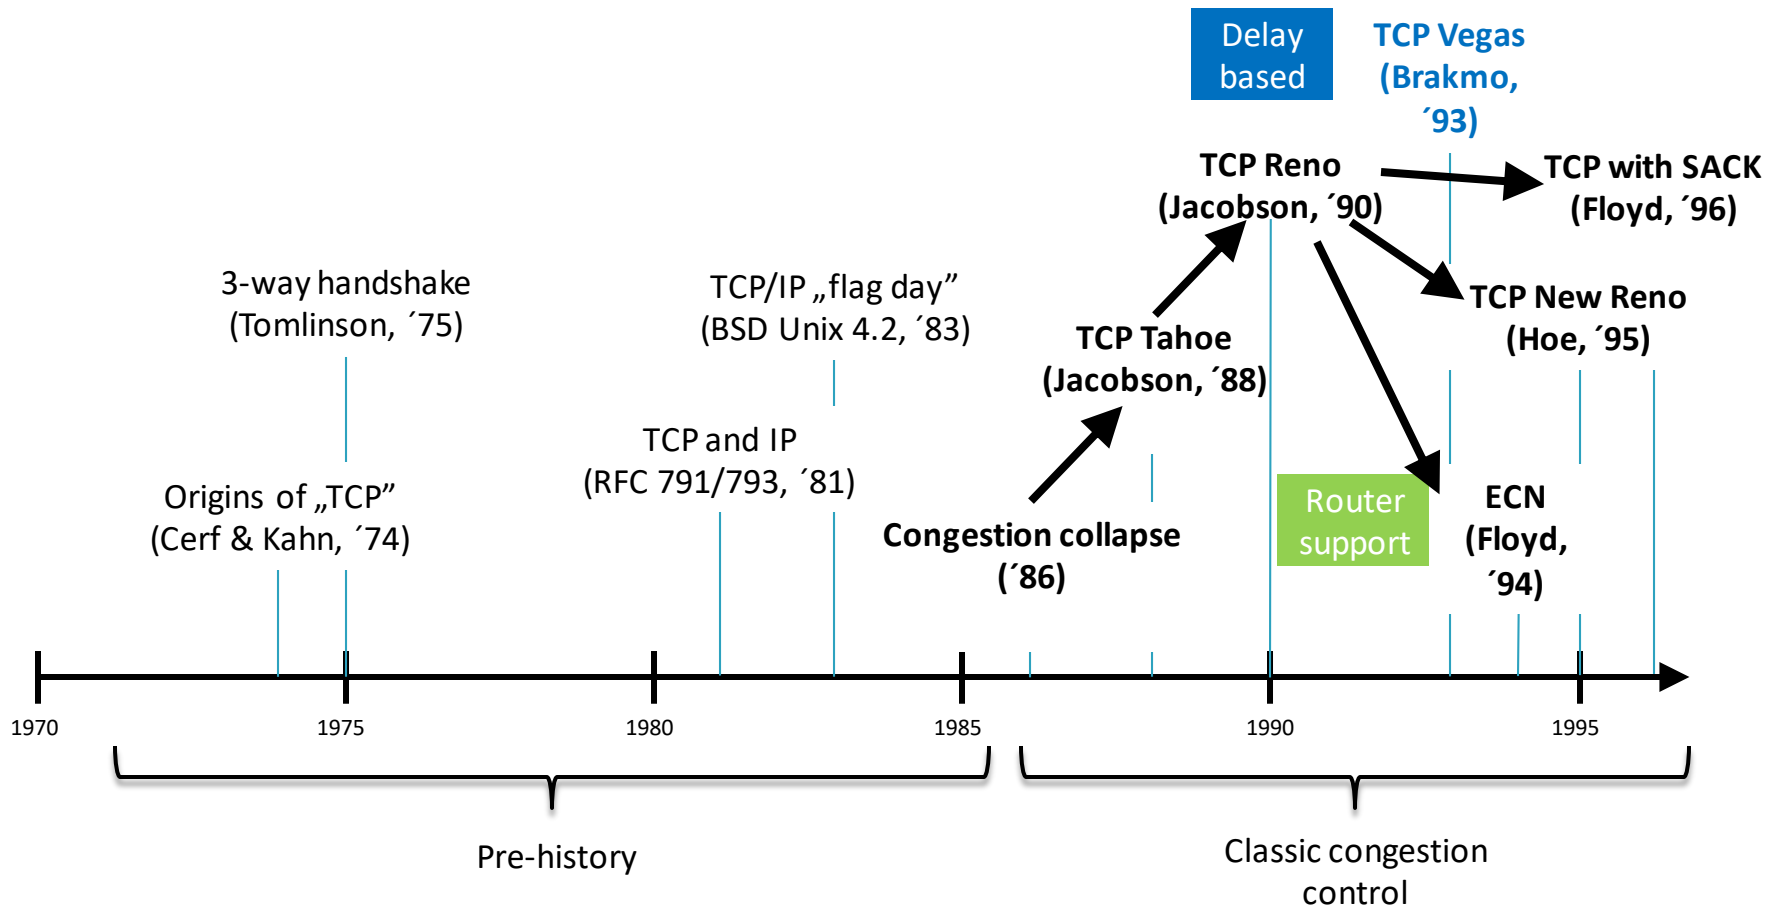 Delay
based
TCP Vegas
(Brakmo,
´93)
TCP Reno
(Jacobson, ´90)
TCP with SACK
(Floyd, ´96)
3-way handshake
(Tomlinson, ´75)
TCP/IP „flag day”
(BSD Unix 4.2, ´83)
TCP New Reno
(Hoe, ´95)
TCP Tahoe
(Jacobson, ´88)
TCP and IP
(RFC 791/793, ´81)
Origins of „TCP”
(Cerf & Kahn, ´74)
Congestion collapse
(´86)
Router
support
ECN
(Floyd,
´94)
1970
1975
1980
1985
1990
1995
Pre-history
Classic congestion
control